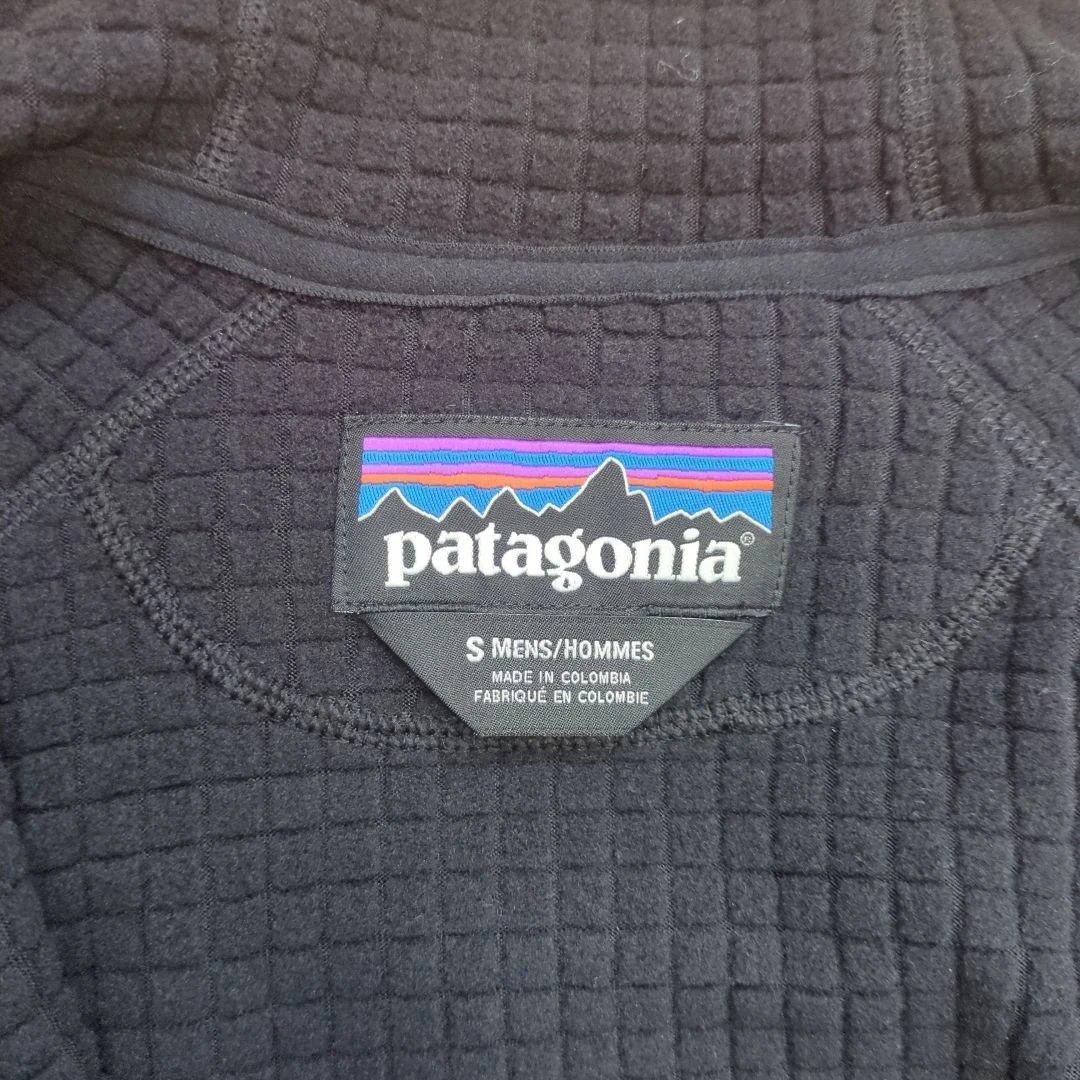 patagonia®
S MENS/HOMMES
MADE IN COLOMBIA
FABRIQUÉ EN COLOMBIE